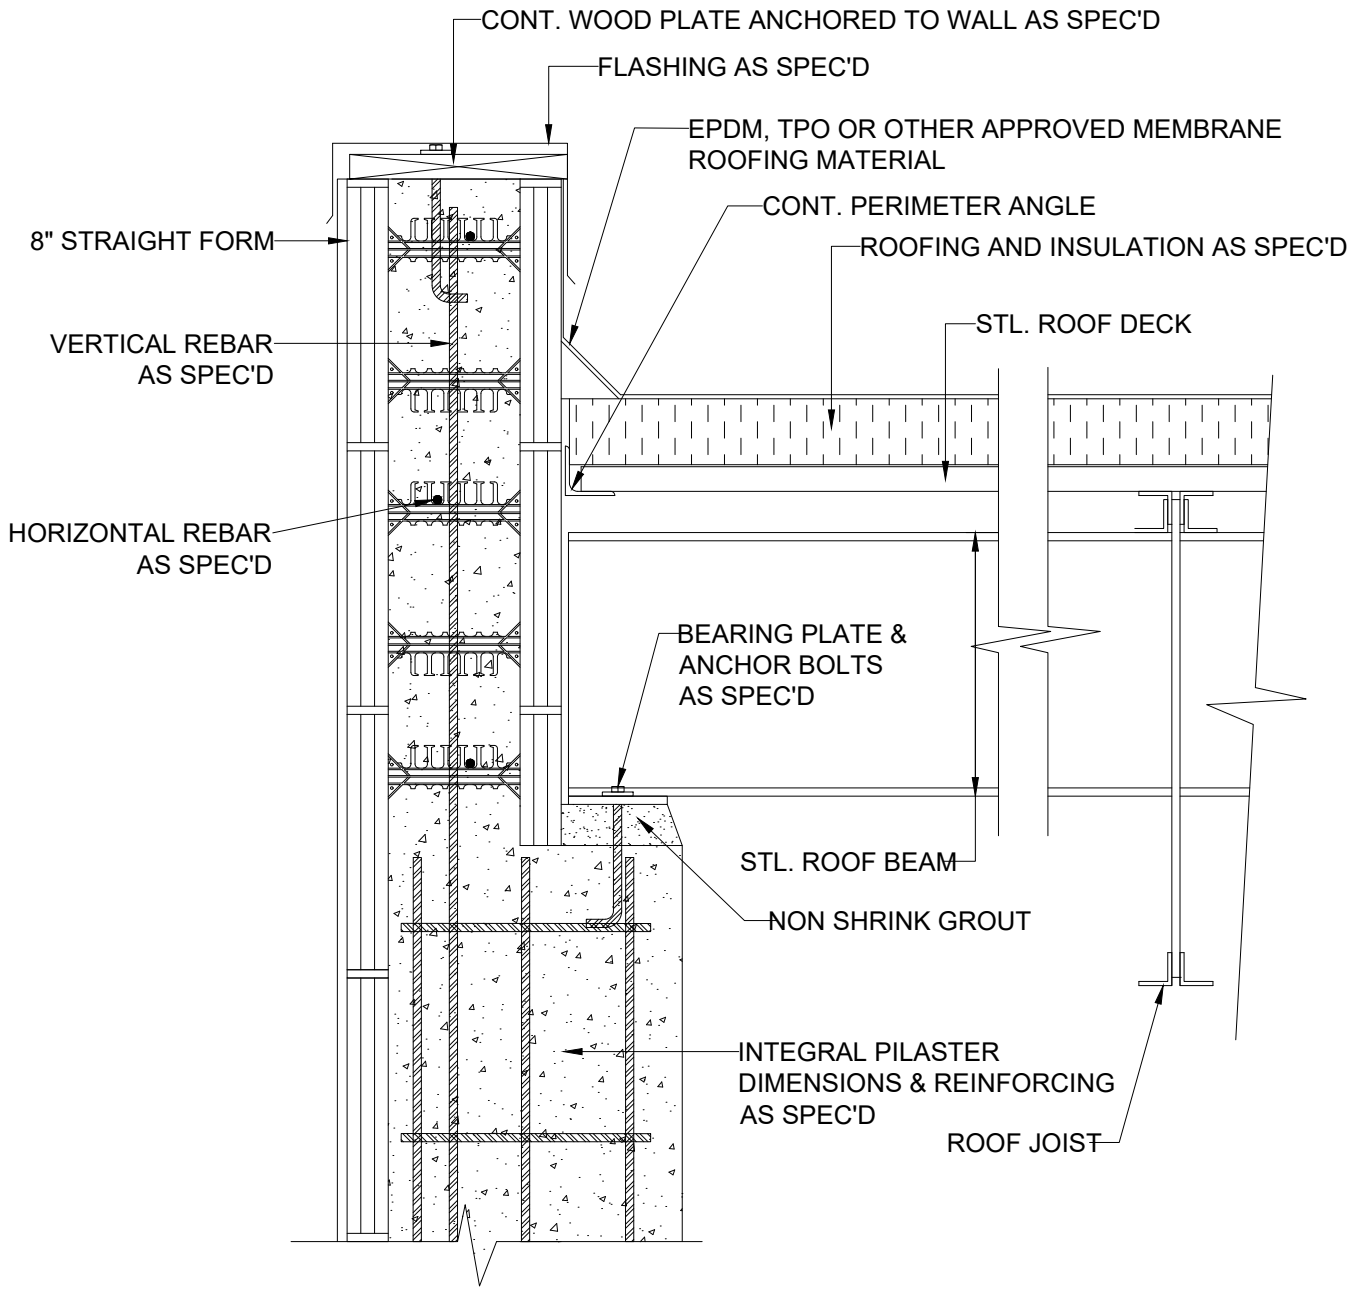 CONT. WOOD PLATE ANCHORED TO WALL AS SPEC'D
FLASHING AS SPEC'D
EPDM, TPO OR OTHER APPROVED MEMBRANE
ROOFING MATERIAL
CONT. PERIMETER ANGLE
8" STRAIGHT FORM
ROOFING AND INSULATION AS SPEC'D
STL. ROOF DECK
VERTICAL REBAR
AS SPEC'D
HORIZONTAL REBAR
AS SPEC'D
BEARING PLATE &
ANCHOR BOLTS
AS SPEC'D
STL. ROOF BEAM
NON SHRINK GROUT
INTEGRAL PILASTER
DIMENSIONS & REINFORCING
AS SPEC'D
ROOF JOIST